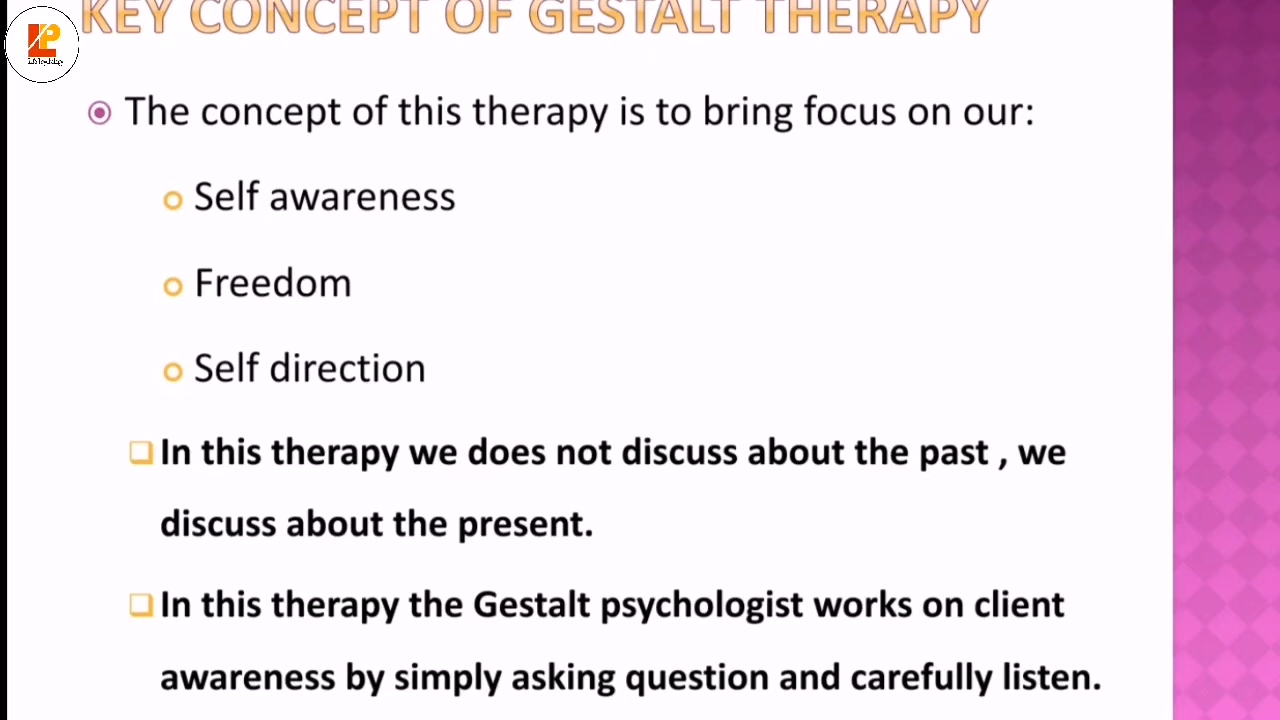 KEY CONCEPT OF GESTALT THERAPY
LP
The concept of this therapy is to bring focus on our:
Self awareness
Freedom
Self direction
In this therapy we does not discuss about the past , we
discuss about the present.
In this therapy the Gestalt psychologist works on client
awareness by simply asking question and carefully listen.